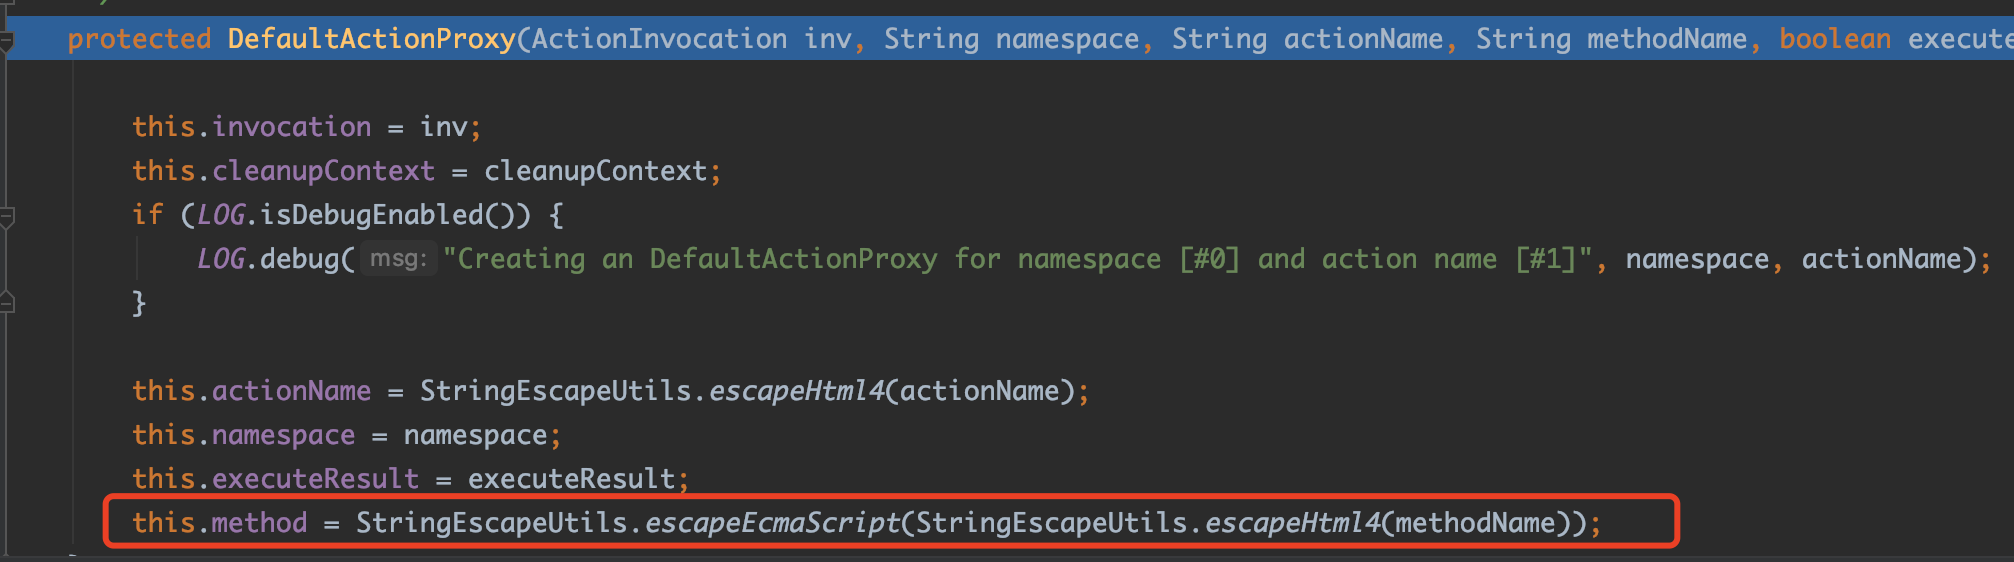 protected DefaultActionProxy(ActionInvocation inv, String namespace, String actionName, String methodName, boolean execute
this.invocation = inv;
this.cleanupContext = cleanupContext;
if (LOG.isDebugEnabled()) {
LOG.debug( msg: "Creating an DefaultActionProxy for namespace [#0] and action name [#1]", namespace, actionName);
}
this.actionName = StringEscapeUtils.escapeHtml4(actionName);
this.namespace = namespace;
this.executeResult = executeResult;
this.method = StringEscapeUtils.escapeEcmaScript(StringEscapeUtils.escapeHtml4(methodName));